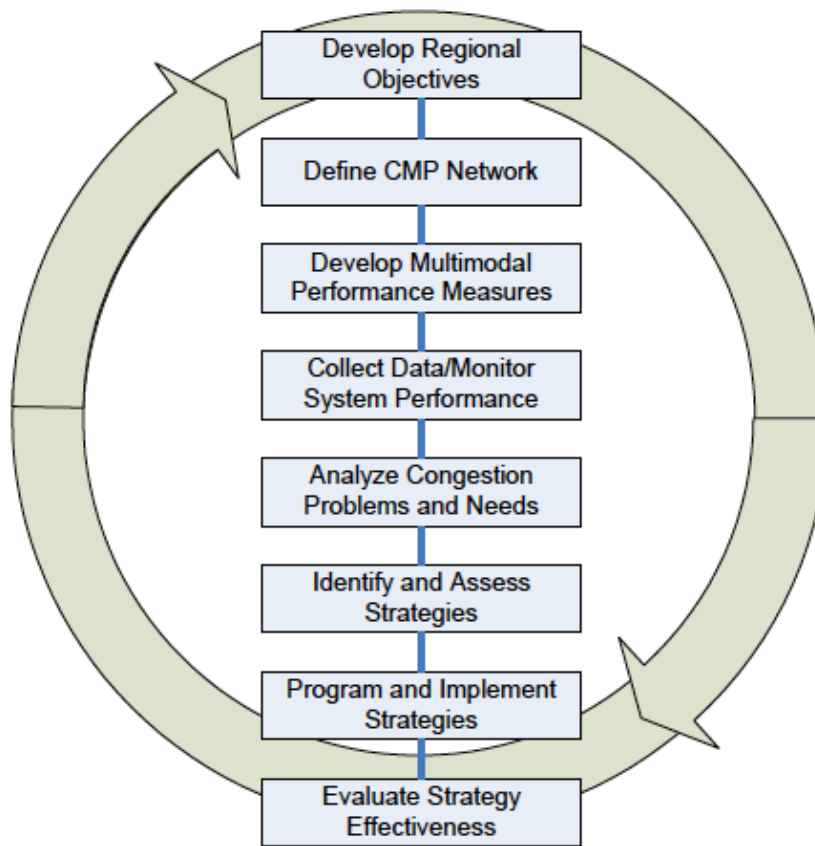 Develop Regional
Objectives
Define CMP Network
Develop Multimodal
Performance Measures
Collect Data/Monitor
System Performance
Analyze Congestion
Problems and Needs
Identify and Assess
Strategies
Program and Implement
Strategies
Evaluate Strategy
Effectiveness